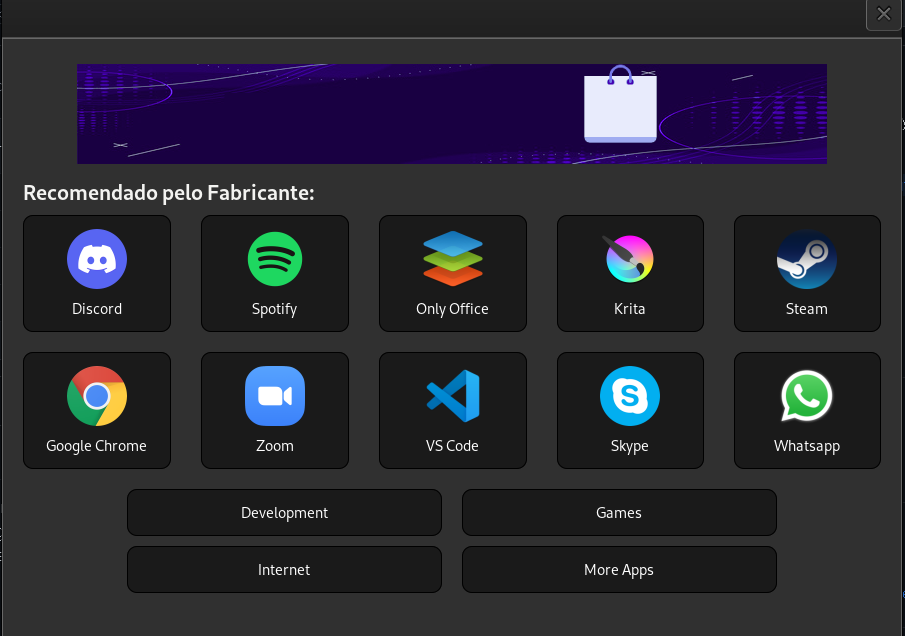 Recomendado pelo Fabricante:
Discord
Spotify
Only Office
Krita
Steam
Google Chrome
Zoom
VS Code
Skype
Whatsapp
Development
Games
Internet
More Apps